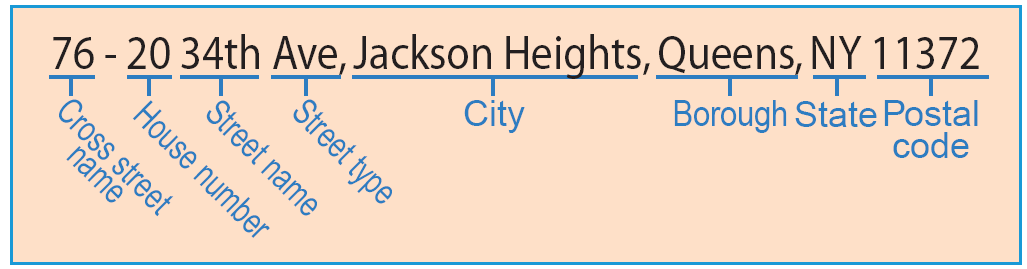 76 - 20 34th Ave, Jackson Heights, Queens, NY 11372
Cross street
name
House number
Street name
Street type
City
Borough
State
Postal
code